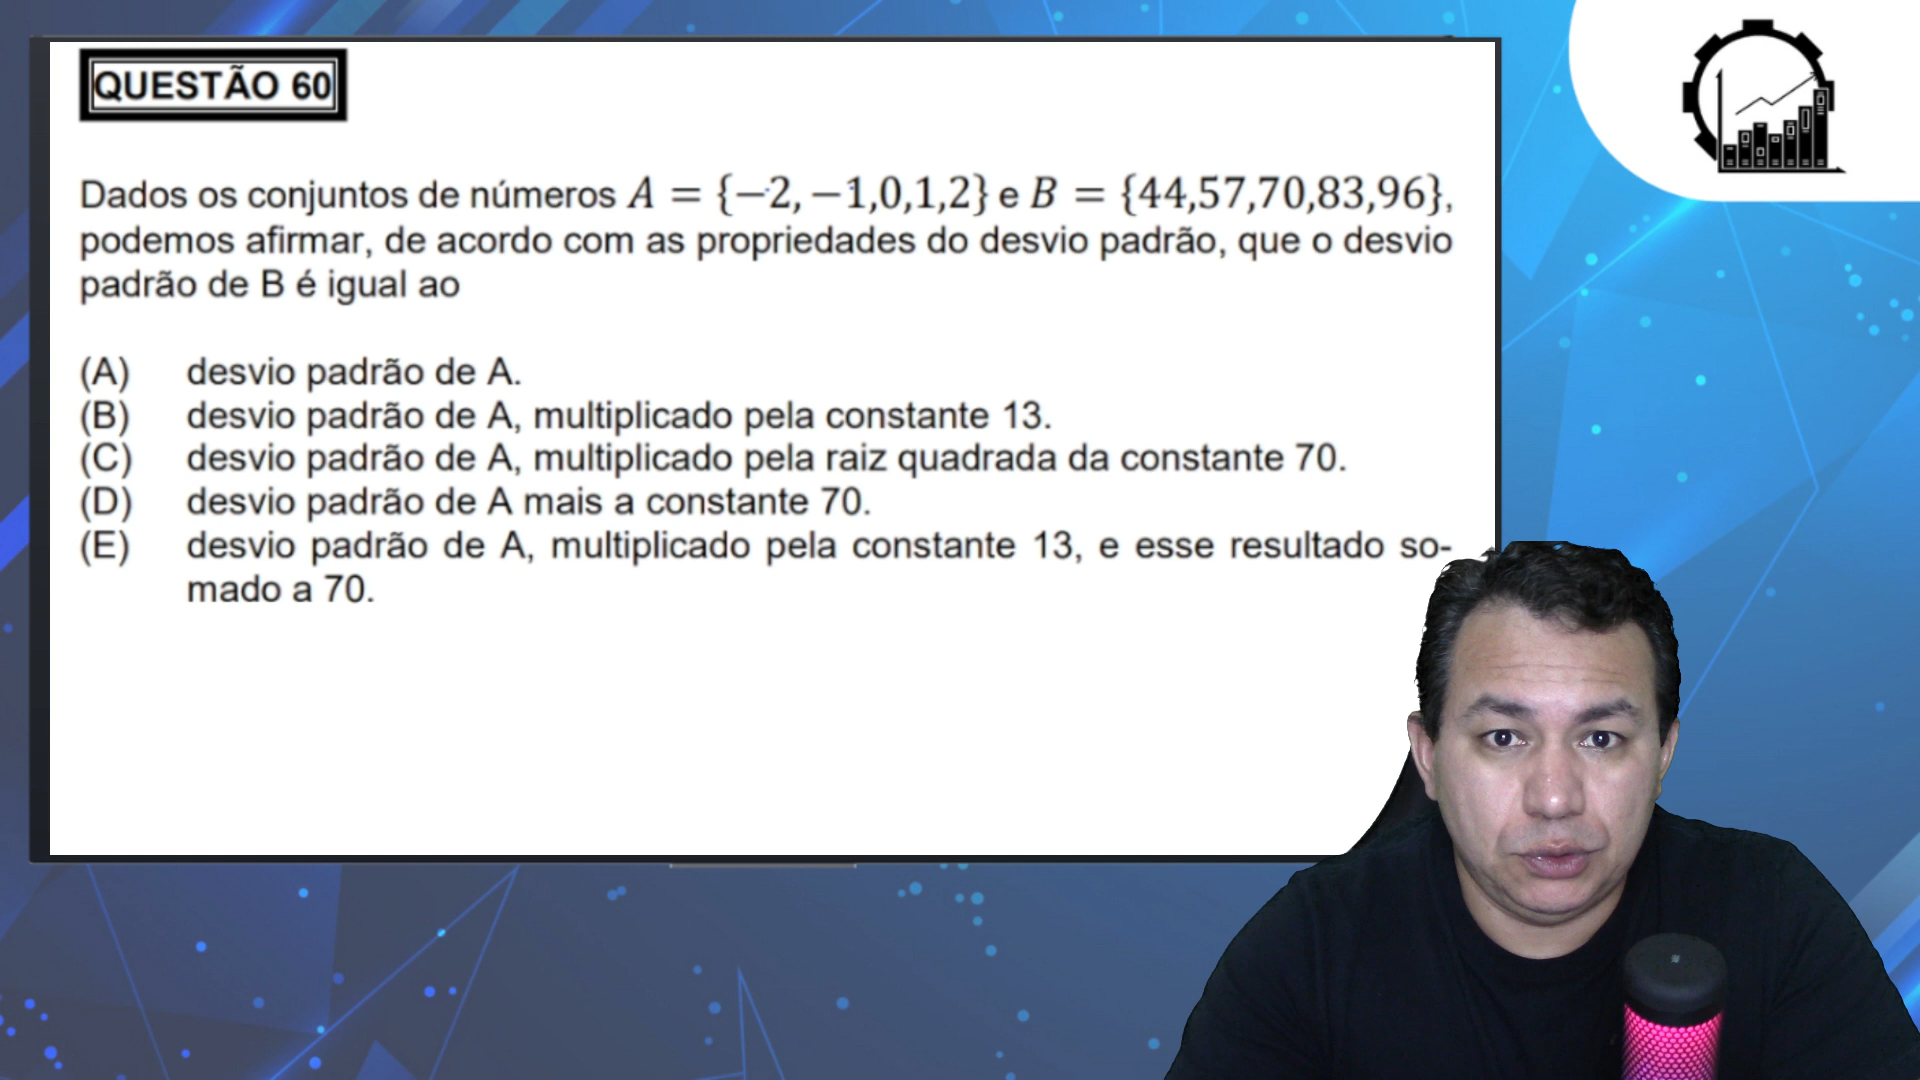 QUESTÃO 60
Dados os conjuntos de números A = {−2, −1,0,1,2} e B = {44,57,70,83,96},
podemos afirmar, de acordo com as propriedades do desvio padrão, que o desvio
padrão de B é igual ao
(A) desvio padrão de A.
(B) desvio padrão de A, multiplicado pela constante 13.
(C) desvio padrão de A, multiplicado pela raiz quadrada da constante 70.
(D) desvio padrão de A mais a constante 70.
(E) desvio padrão de A, multiplicado pela constante 13, e esse resultado so-
mado a 70.